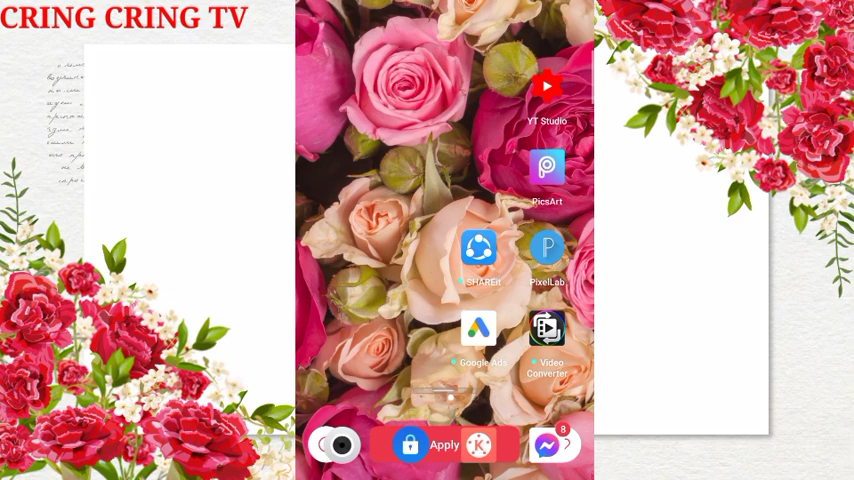 CRING CRING TV
YT Studio
PicsArt
SHAREit
PixelLab
Google Ads
Video
Converter
Apply
K
8